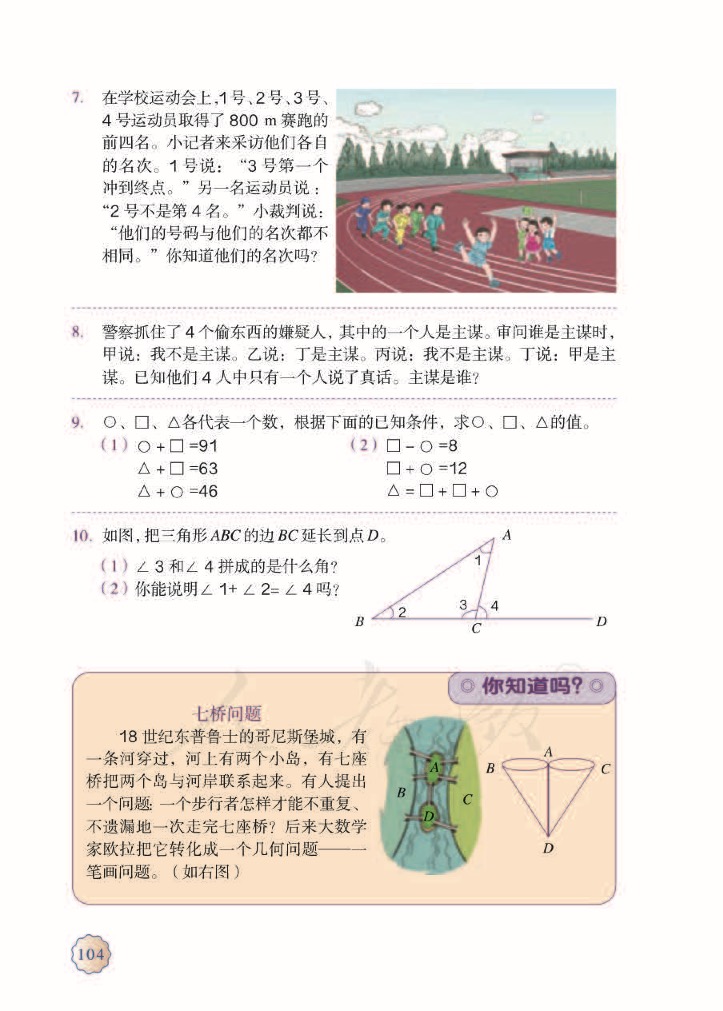 7. 在学校运动会上,1号、2号、3号、
4号运动员取得了800 m赛跑的
前四名。小记者来采访他们各自
的名次。1号说：“3号第一个
冲到终点。”另一名运动员说：
“2号不是第4名。”小裁判说：
“他们的号码与他们的名次都不
相同。”你知道他们的名次吗？
8. 警察抓住了4个偷东西的嫌疑人，其中的一个人是主谋。审问谁是主谋时，
甲说：我不是主谋。乙说：丁是主谋。丙说：我不是主谋。丁说：甲是主
谋。已知他们4人中只有一个人说了真话。主谋是谁？
9. ○、□、△各代表一个数，根据下面的已知条件，求○、□、△的值。
(1) ○+□=91
△+□=63
△+○=46
(2) □-○=8
□+○=12
△=□+□+○
10. 如图,把三角形ABC的边BC延长到点D。
(1) ∠3和∠4拼成的是什么角？
(2) 你能说明∠1+∠2=∠4吗？
A
1
B
2
3
4
C
D
你知道吗？
七桥问题
18世纪东普鲁士的哥尼斯堡城，有
一条河穿过，河上有两个小岛，有七座
桥把两个岛与河岸联系起来。有人提出
一个问题：一个步行者怎样才能不重复、
不遗漏地一次走完七座桥？后来大数学
家欧拉把它转化成一个几何问题——一
笔画问题。（如右图）
A
B
C
D
A
B
C
D
104